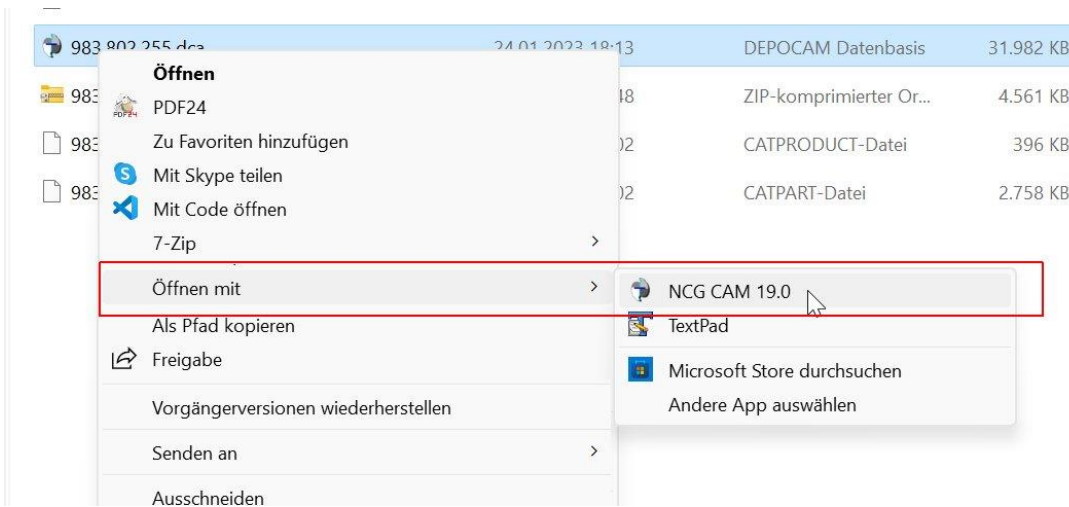 983.802.255.dca 24.01.2023 18:13 DEPOCAM Datenbasis 31.982 KB
Öffnen
983 48 ZIP-komprimierter Or... 4.561 KB
PDF24
Zu Favoriten hinzufügen
983 02 CATPRODUCT-Datei 396 KB
Mit Skype teilen
983 02 CATPART-Datei 2.758 KB
Mit Code öffnen
7-Zip
Öffnen mit NCG CAM 19.0
Als Pfad kopieren TextPad
Freigabe
Microsoft Store durchsuchen
Vorgängerversionen wiederherstellen Andere App auswählen
Senden an
Ausschneiden